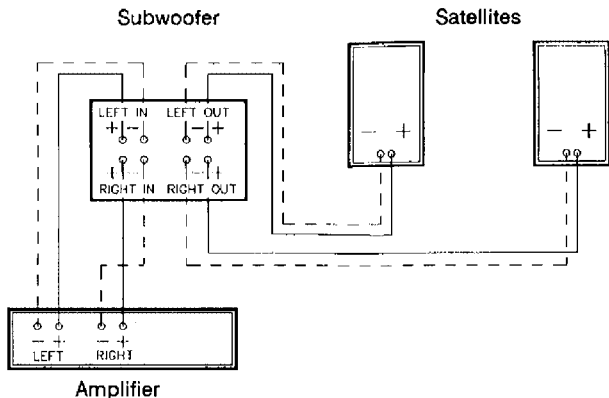 Subwoofer
Satellites
LEFT IN
LEFT OUT
+ -
- +
- +
- +
+ -
- +
RIGHT IN
RIGHT OUT
- +
- +
LEFT
RIGHT
Amplifier